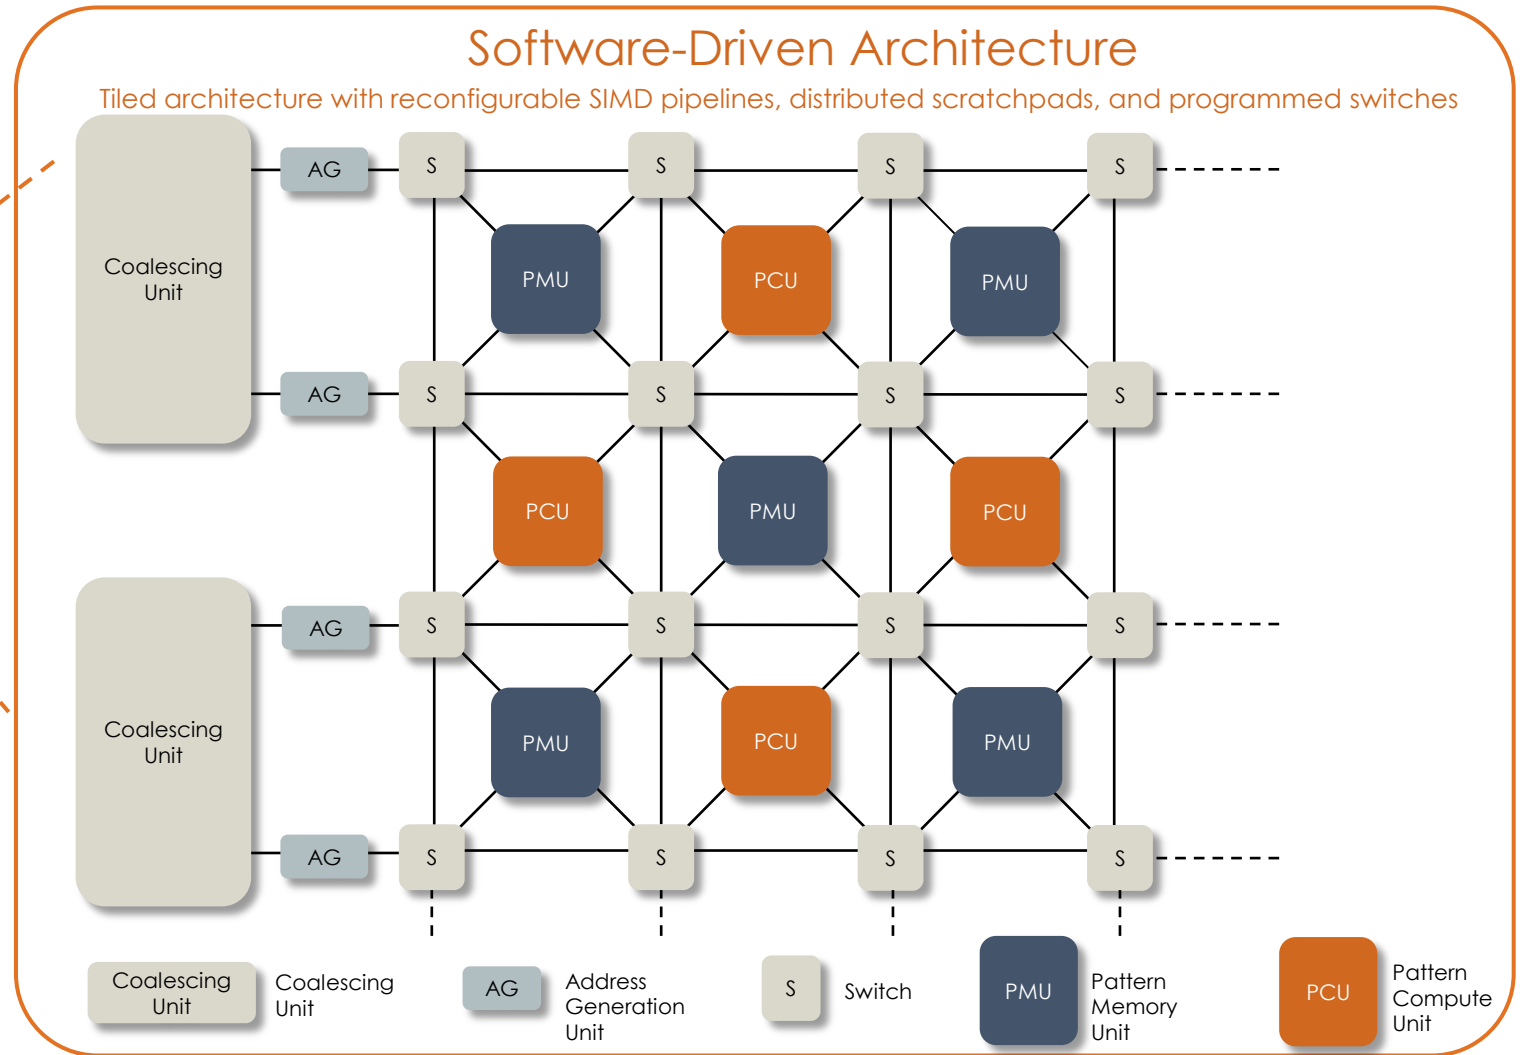 Software-Driven Architecture
Tiled architecture with reconfigurable SIMD pipelines, distributed scratchpads, and programmed switches
AG
S
S
S
S
Coalescing
Unit
PMU
PCU
PMU
AG
S
S
S
S
PCU
PMU
PCU
AG
S
S
S
S
Coalescing
Unit
PMU
PCU
PMU
AG
S
S
S
S
Coalescing
Unit
Coalescing
Unit
AG
Address
Generation
Unit
S
Switch
PMU
Pattern
Memory
Unit
PCU
Pattern
Compute
Unit